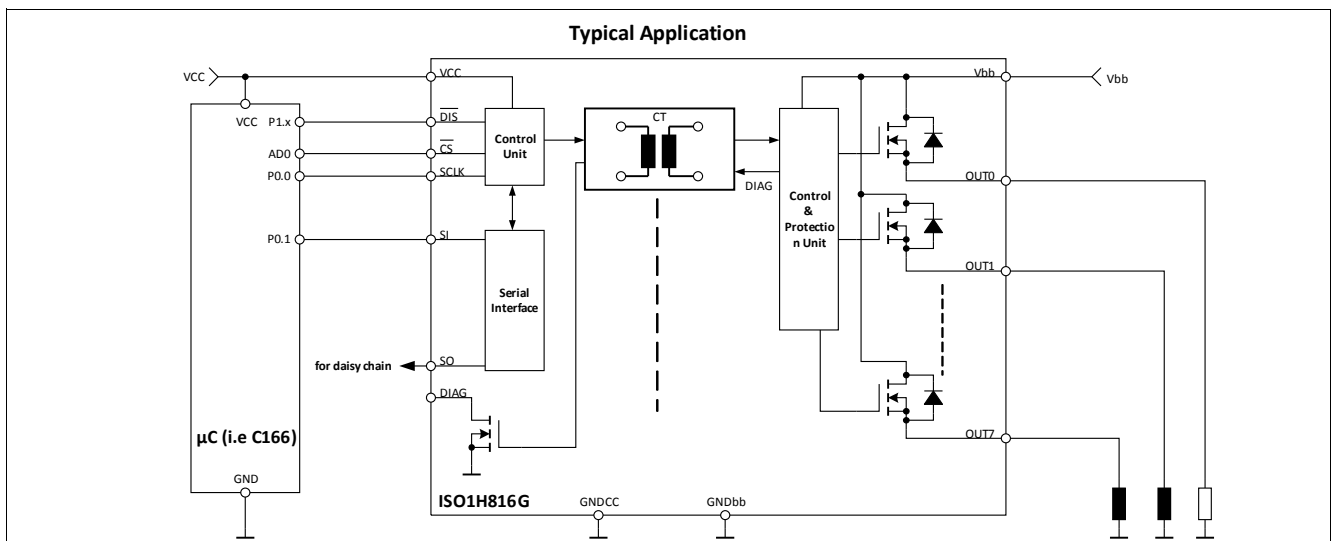 Typical Application
VCC
VCC
Vbb
Vbb
VCC
P1.x
DIS
AD0
CS
P0.0
SCLK
Control
Unit
CT
DIAG
OUT0
Control
&
Protectio
n Unit
P0.1
SI
OUT1
Serial
Interface
for daisy chain
SO
DIAG
µC (i.e C166)
OUT7
GND
ISO1H816G
GNDCC
GNDbb